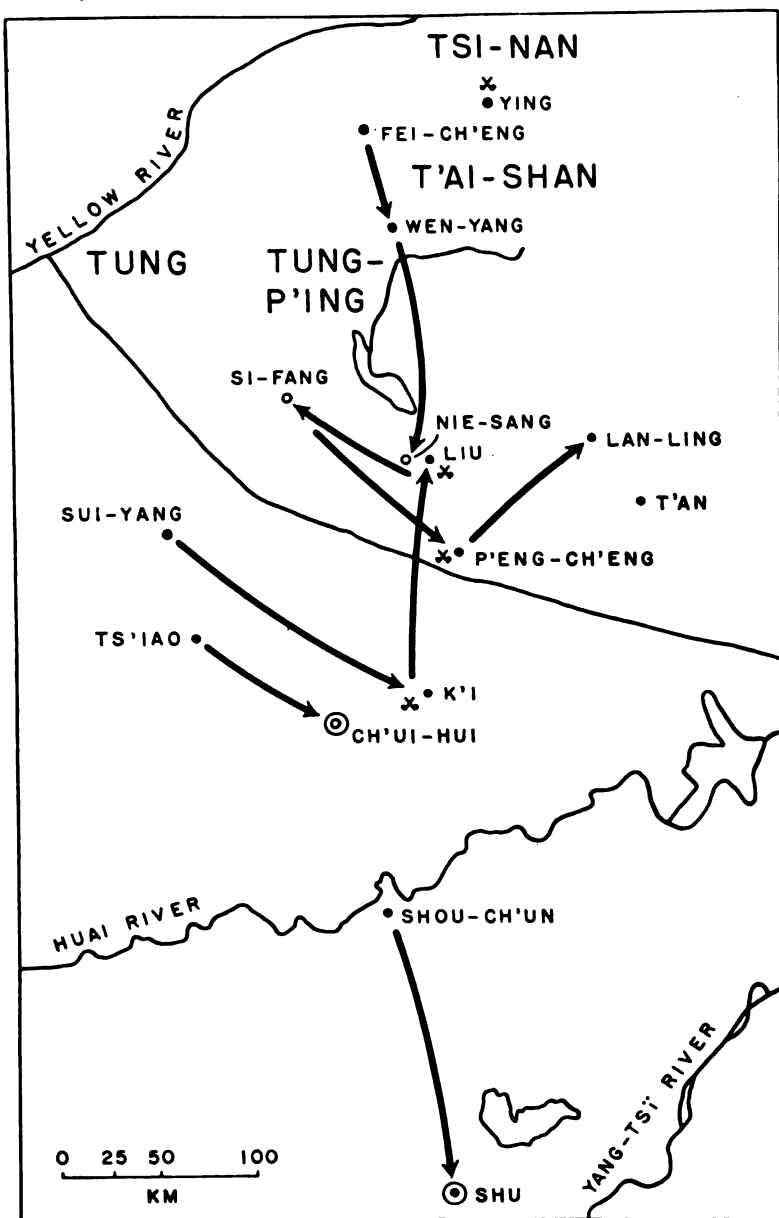 TSI-NAN
YING
FEI-CH'ENG
T'AI-SHAN
YELLOW RIVER
WEN-YANG
TUNG
TUNG-
P'ING
SI-FANG
NIE-SANG
LIU
LAN-LING
T'AN
SUI-YANG
P'ENG-CH'ENG
TS'IAO
K'I
CH'UI-HUI
HUAI RIVER
SHOU-CH'UN
YANG-TSÏ RIVER
0 25 50 100
KM
SHU